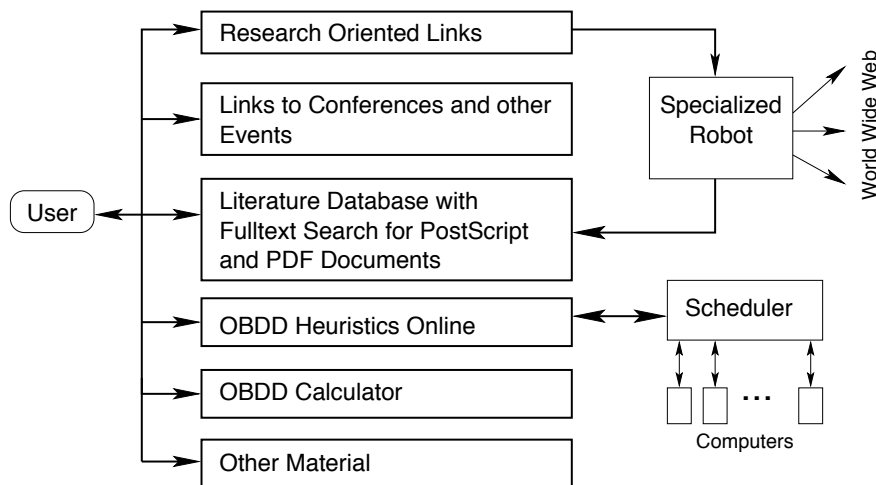 Research Oriented Links
Links to Conferences and other
Events
Specialized
Robot
World Wide Web
User
Literature Database with
Fulltext Search for PostScript
and PDF Documents
OBDD Heuristics Online
Scheduler
OBDD Calculator
Computers
Other Material